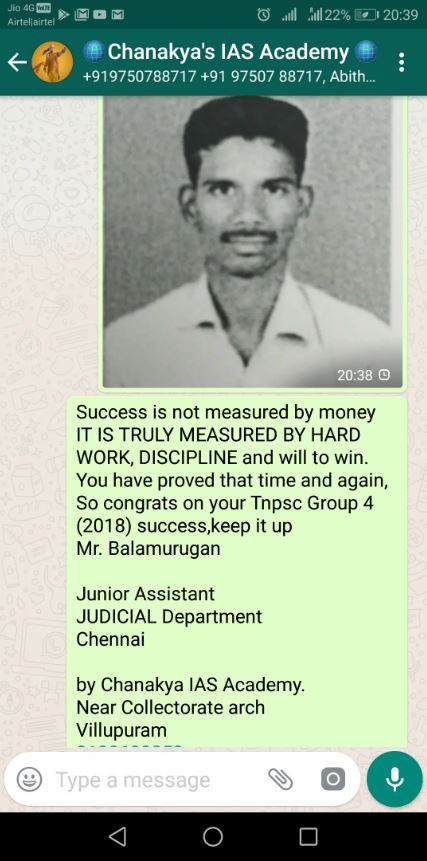 Jio 4G VoLTE
22% 20:39
Airtel|airtel
Chanakya's IAS Academy
+919750788717 +91 97507 88717, Abith...
20:38
Success is not measured by money
IT IS TRULY MEASURED BY HARD
WORK, DISCIPLINE and will to win.
You have proved that time and again,
So congrats on your Tnpsc Group 4
(2018) success,keep it up
Mr. Balamurugan
Junior Assistant
JUDICIAL Department
Chennai
by Chanakya IAS Academy.
Near Collectorate arch
Villupuram
Type a message